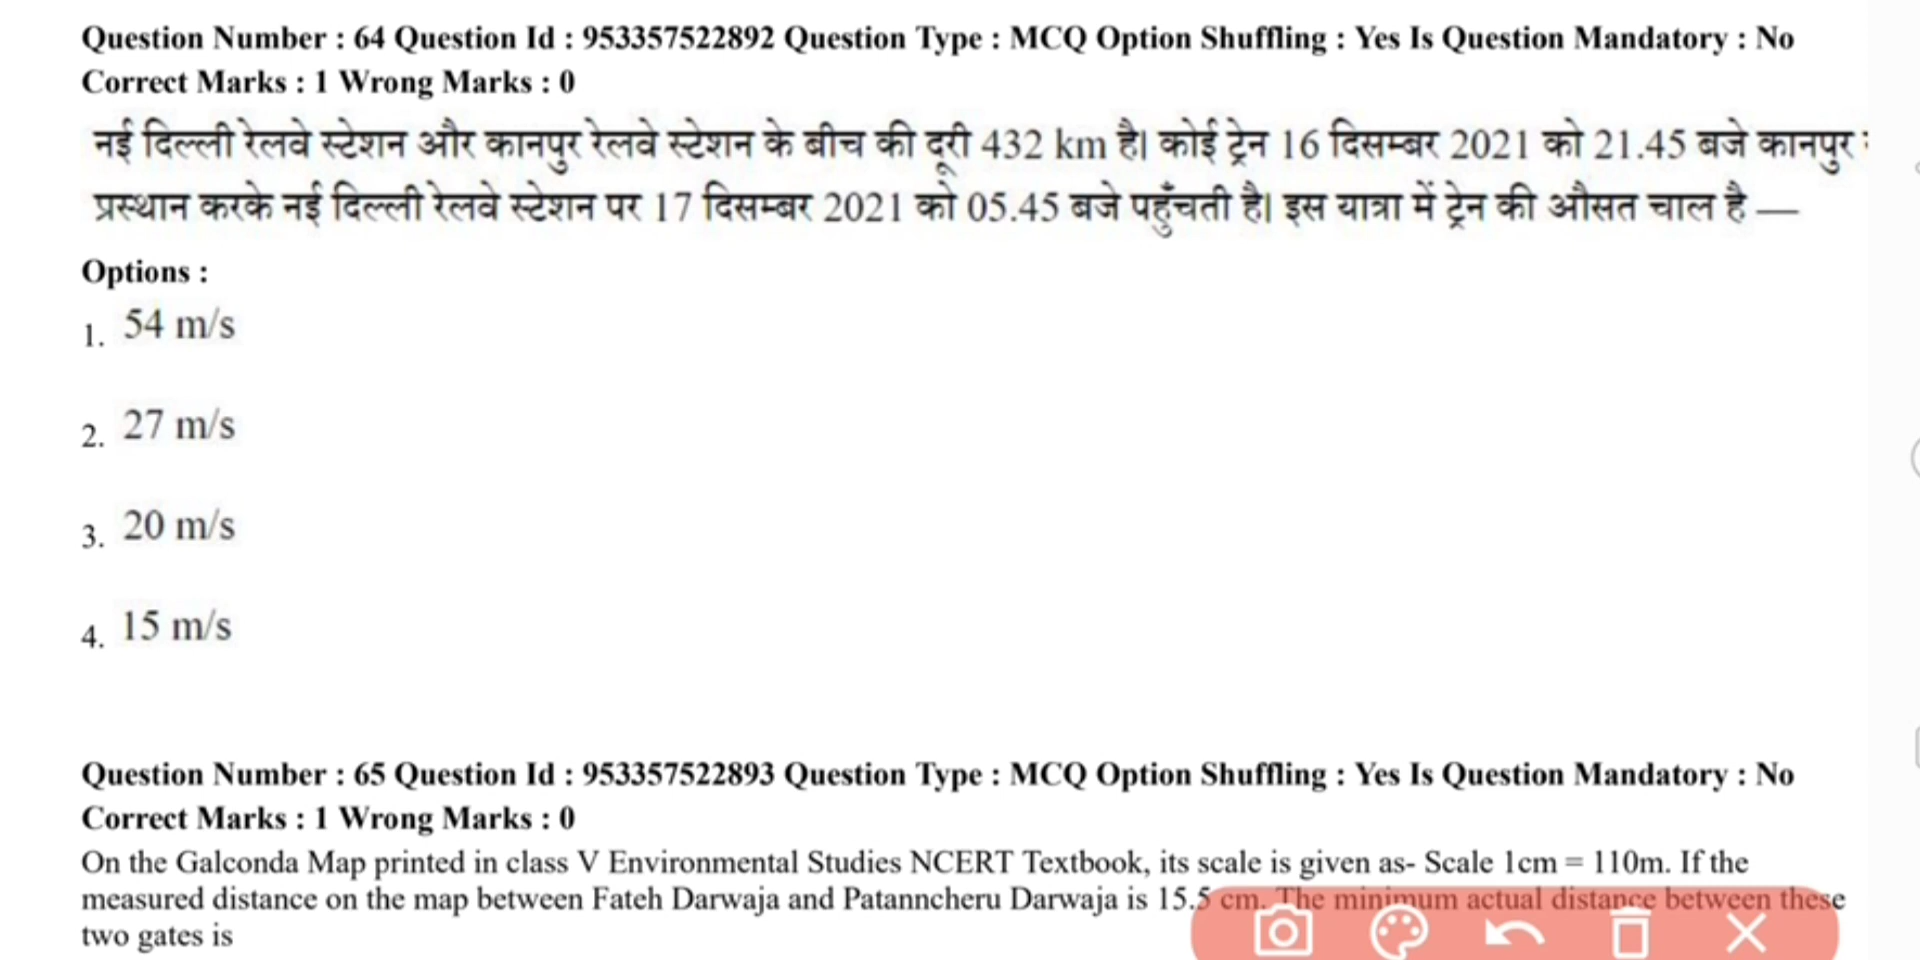 Question Number : 64 Question Id : 953357522892 Question Type : MCQ Option Shuffling : Yes Is Question Mandatory : No
Correct Marks : 1 Wrong Marks : 0
नई दिल्ली रेलवे स्टेशन और कानपुर रेलवे स्टेशन के बीच की दूरी 432 km है। कोई ट्रेन 16 दिसम्बर 2021 को 21.45 बजे कानपुर
प्रस्थान करके नई दिल्ली रेलवे स्टेशन पर 17 दिसम्बर 2021 को 05.45 बजे पहुँचती है। इस यात्रा में ट्रेन की औसत चाल है —
Options :
1. 54 m/s
2. 27 m/s
3. 20 m/s
4. 15 m/s
Question Number : 65 Question Id : 953357522893 Question Type : MCQ Option Shuffling : Yes Is Question Mandatory : No
Correct Marks : 1 Wrong Marks : 0
On the Galconda Map printed in class V Environmental Studies NCERT Textbook, its scale is given as- Scale 1cm = 110m. If the
measured distance on the map between Fateh Darwaja and Patanncheru Darwaja is 15.5 cm. The minimum actual distance between these
two gates is